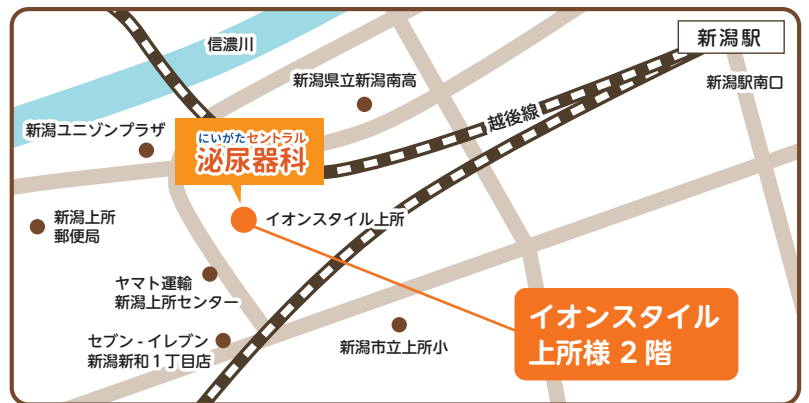 信濃川
新潟駅
新潟県立新潟南高
新潟駅南口
越後線
新潟ユニゾンプラザ
にいがたセントラル
泌尿器科
新潟上所
郵便局
イオンスタイル上所
ヤマト運輸
新潟上所センター
イオンスタイル
上所様 2 階
セブン - イレブン
新潟新和1丁目店
新潟市立上所小